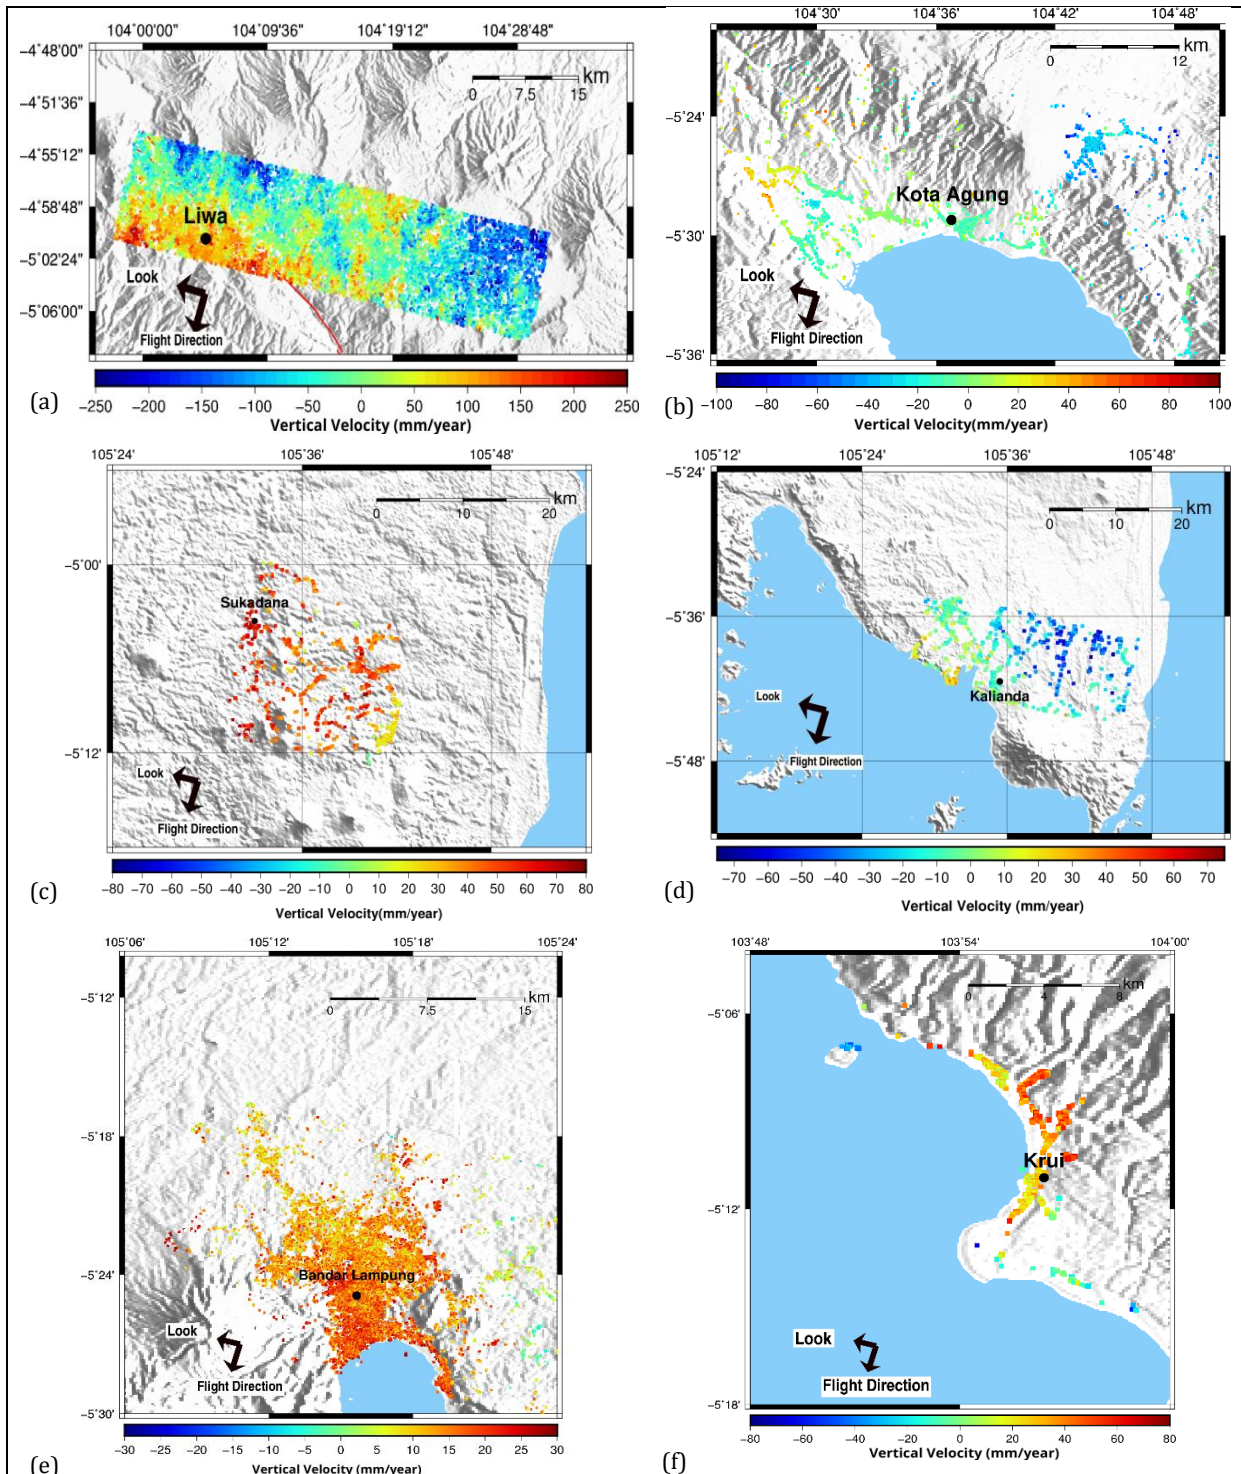 104°00'00" 104°09'36" 104°19'12" 104°28'48"
−4°48'00"
−4°51'36"
−4°55'12"
−4°58'48"
−5°02'24"
−5°06'00"
km
0 7.5 15
Liwa
Look
Flight Direction
(a)
−250 −200 −150 −100 −50 0 50 100 150 200 250
Vertical Velocity (mm/year)
104°30' 104°36' 104°42' 104°48'
−5°24'
−5°30'
−5°36'
km
0 12
Kota Agung
Look
Flight Direction
(b)
−100 −80 −60 −40 −20 0 20 40 60 80 100
Vertical Velocity(mm/year)
105°24' 105°36' 105°48'
−5°00'
−5°12'
km
0 10 20
Sukadana
Look
Flight Direction
(c)
−80 −70 −60 −50 −40 −30 −20 −10 0 10 20 30 40 50 60 70 80
Vertical Velocity(mm/year)
105°12' 105°24' 105°36' 105°48'
−5°24'
−5°36'
−5°48'
km
0 10 20
Kalianda
Look
Flight Direction
(d)
−70 −60 −50 −40 −30 −20 −10 0 10 20 30 40 50 60 70
Vertical Velocity (mm/year)
105°06' 105°12' 105°18' 105°24'
−5°12'
−5°18'
−5°24'
−5°30'
km
0 7.5 15
Bandar Lampung
Look
Flight Direction
(e)
−30 −25 −20 −15 −10 −5 0 5 10 15 20 25 30
Vertical Velocity (mm/year)
103°48' 103°54' 104°00'
−5°06'
−5°12'
−5°18'
km
0 4 8
Krui
Look
Flight Direction
(f)
−80 −60 −40 −20 0 20 40 60 80
Vertical Velocity (mm/year)